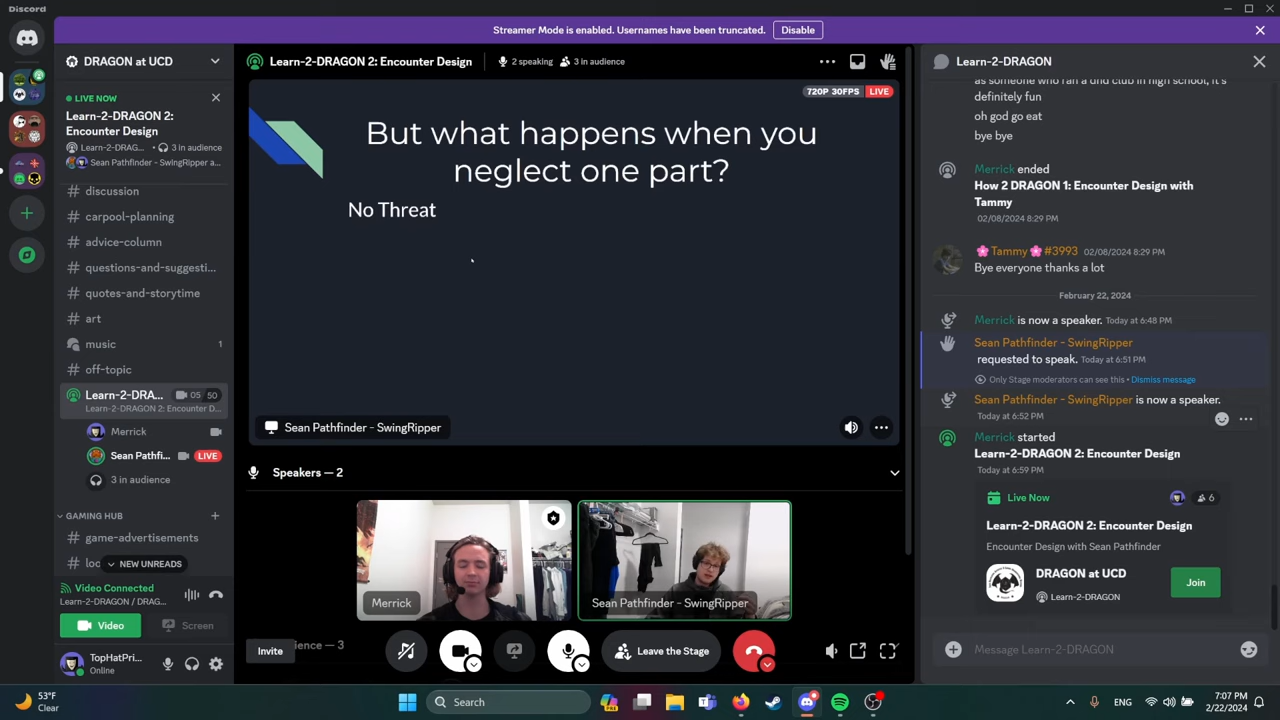 Discord
Streamer Mode is enabled. Usernames have been truncated.
Disable
DRAGON at UCD
LIVE NOW
Learn-2-DRAGON 2: Encounter Design
Learn-2-DRAG...
3 in audience
Sean Pathfinder - SwingRipper a...
discussion
carpool-planning
advice-column
questions-and-suggesti...
quotes-and-storytime
art
music
1
off-topic
Learn-2-DRA...
05 50
Learn-2-DRAGON 2: Encounter D...
Merrick
Sean Pathfi...
LIVE
3 in audience
GAMING HUB
game-advertisements
loc
NEW UNREADS
Video Connected
Learn-2-DRAGON / DRAG...
Video
Screen
TopHatPri...
Online
Learn-2-DRAGON 2: Encounter Design
2 speaking
3 in audience
720P 30FPS
LIVE
But what happens when you
neglect one part?
No Threat
Sean Pathfinder - SwingRipper
Speakers — 2
Merrick
Sean Pathfinder - SwingRipper
Invite
ence — 3
Leave the Stage
Learn-2-DRAGON
as someone who ran a dnd club in high school, it's
definitely fun
oh god go eat
bye bye
Merrick ended
How 2 DRAGON 1: Encounter Design with
Tammy
02/08/2024 8:29 PM
🌸Tammy🌸#3993 02/08/2024 8:29 PM
Bye everyone thanks a lot
February 22, 2024
Merrick is now a speaker. Today at 6:48 PM
Sean Pathfinder - SwingRipper
requested to speak. Today at 6:51 PM
Only Stage moderators can see this • Dismiss message
Sean Pathfinder - SwingRipper is now a speaker.
Today at 6:52 PM
Merrick started
Learn-2-DRAGON 2: Encounter Design
Today at 6:59 PM
Live Now
6
Learn-2-DRAGON 2: Encounter Design
Encounter Design with Sean Pathfinder
DRAGON at UCD
Learn-2-DRAGON
Join
Message Learn-2-DRAGON
53°F
Clear
Search
PRE
ENG
7:07 PM
2/22/2024